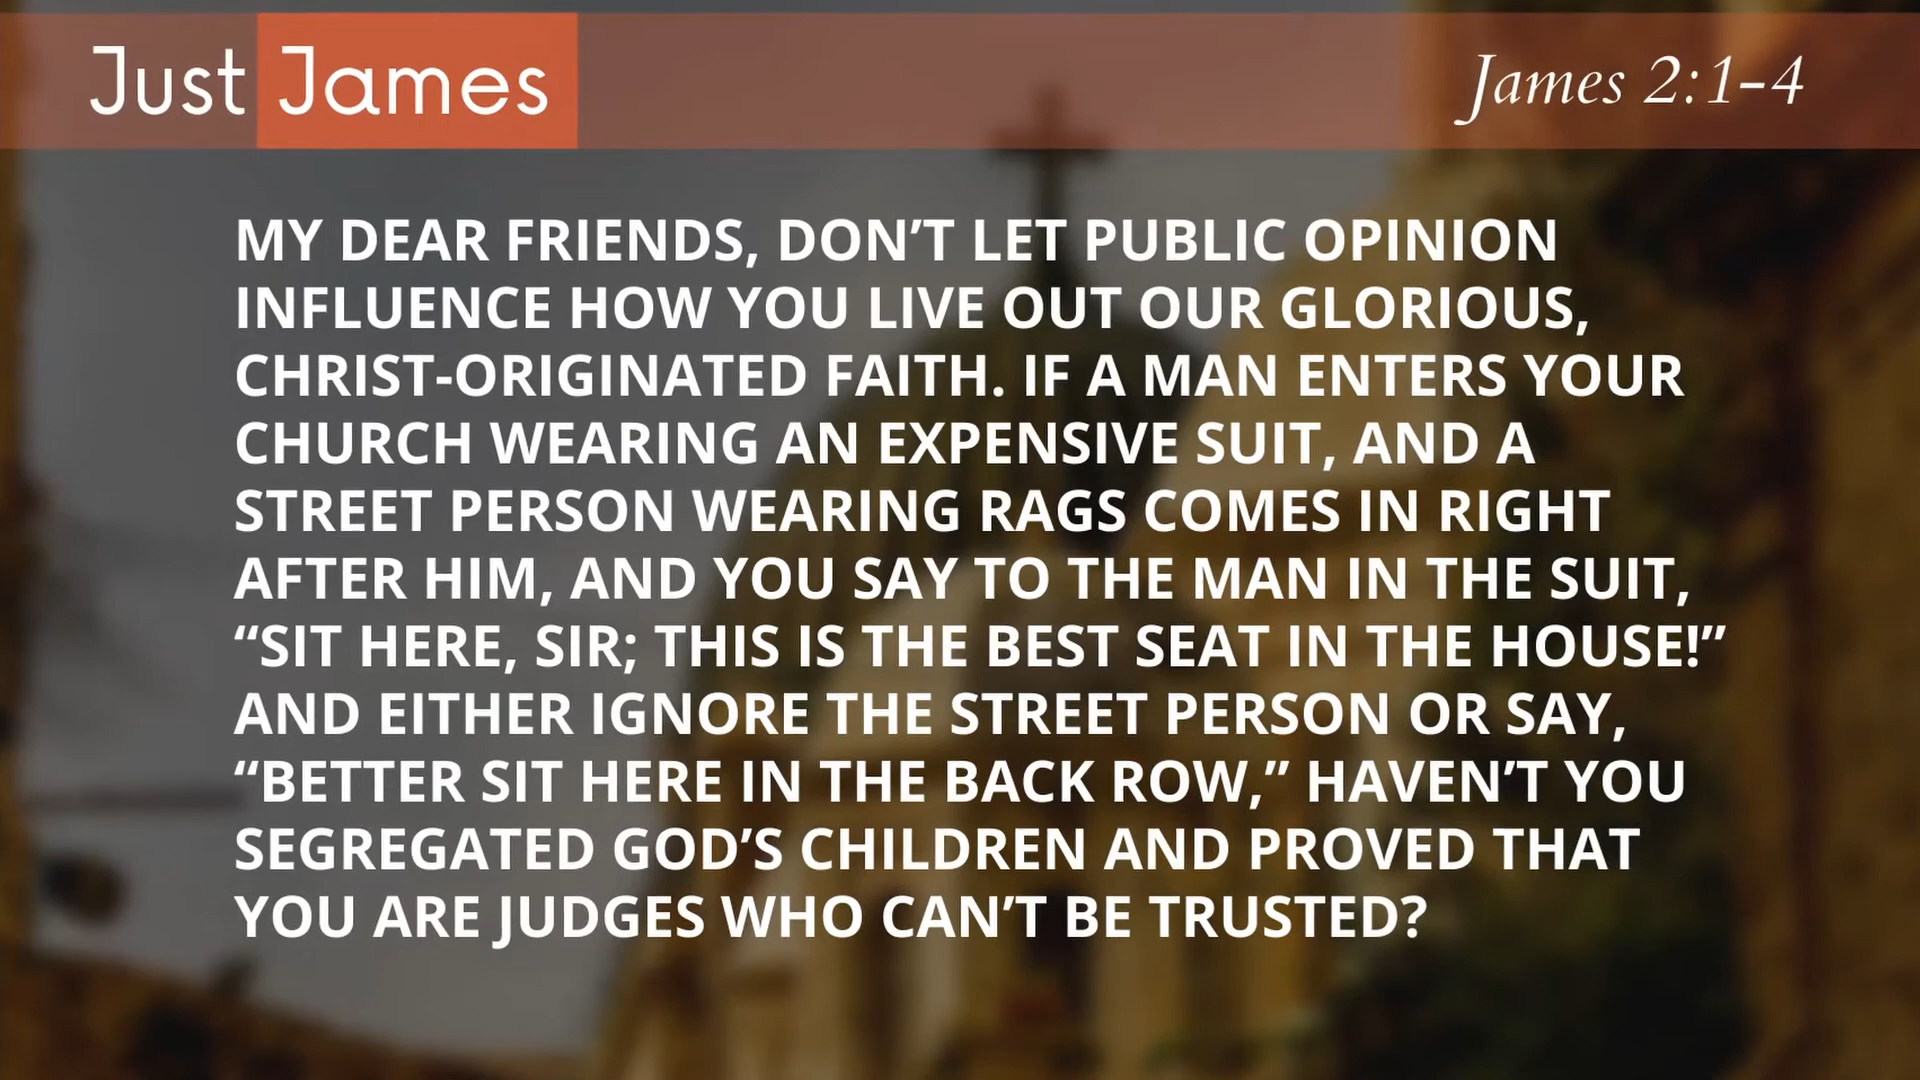 Just James
James 2:1-4
MY DEAR FRIENDS, DON’T LET PUBLIC OPINION
INFLUENCE HOW YOU LIVE OUT OUR GLORIOUS,
CHRIST-ORIGINATED FAITH. IF A MAN ENTERS YOUR
CHURCH WEARING AN EXPENSIVE SUIT, AND A
STREET PERSON WEARING RAGS COMES IN RIGHT
AFTER HIM, AND YOU SAY TO THE MAN IN THE SUIT,
“SIT HERE, SIR; THIS IS THE BEST SEAT IN THE HOUSE!”
AND EITHER IGNORE THE STREET PERSON OR SAY,
“BETTER SIT HERE IN THE BACK ROW,” HAVEN’T YOU
SEGREGATED GOD’S CHILDREN AND PROVED THAT
YOU ARE JUDGES WHO CAN’T BE TRUSTED?